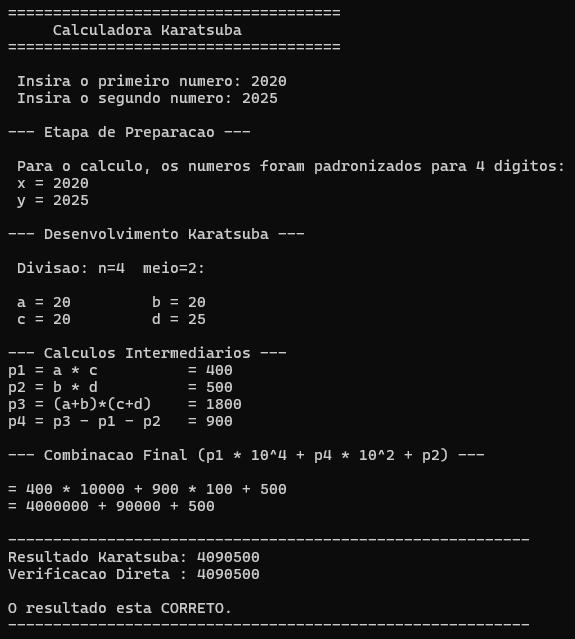 =====================================
     Calculadora Karatsuba
=====================================

 Insira o primeiro numero: 2020
 Insira o segundo numero: 2025

--- Etapa de Preparacao ---

 Para o calculo, os numeros foram padronizados para 4 digitos:
 x = 2020
 y = 2025

--- Desenvolvimento Karatsuba ---

 Divisao: n=4  meio=2:

 a = 20         b = 20
 c = 20         d = 25

--- Calculos Intermediarios ---
p1 = a * c          = 400
p2 = b * d          = 500
p3 = (a+b)*(c+d)    = 1800
p4 = p3 - p1 - p2   = 900

--- Combinacao Final (p1 * 10^4 + p4 * 10^2 + p2) ---

= 400 * 10000 + 900 * 100 + 500
= 4000000 + 90000 + 500

----------------------------------------------------------
Resultado Karatsuba: 4090500
Verificacao Direta : 4090500

O resultado esta CORRETO.
----------------------------------------------------------